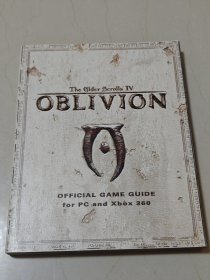 The Elder Scrolls IV
OBLIVION
OFFICIAL GAME GUIDE
for PC and Xbox 360